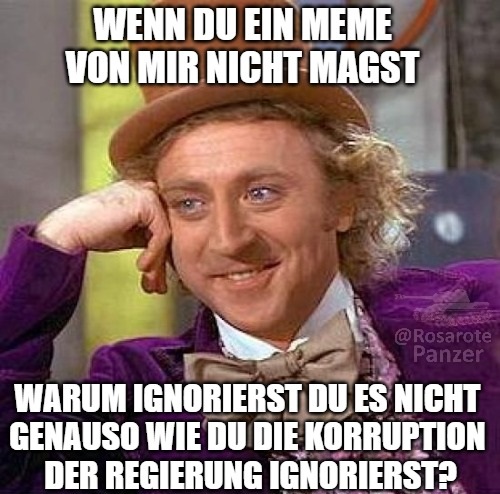 WENN DU EIN MEME
VON MIR NICHT MAGST
@Rosarote
Panzer
WARUM IGNORIERST DU ES NICHT
GENAUSO WIE DU DIE KORRUPTION
DER REGIERUNG IGNORIERST?